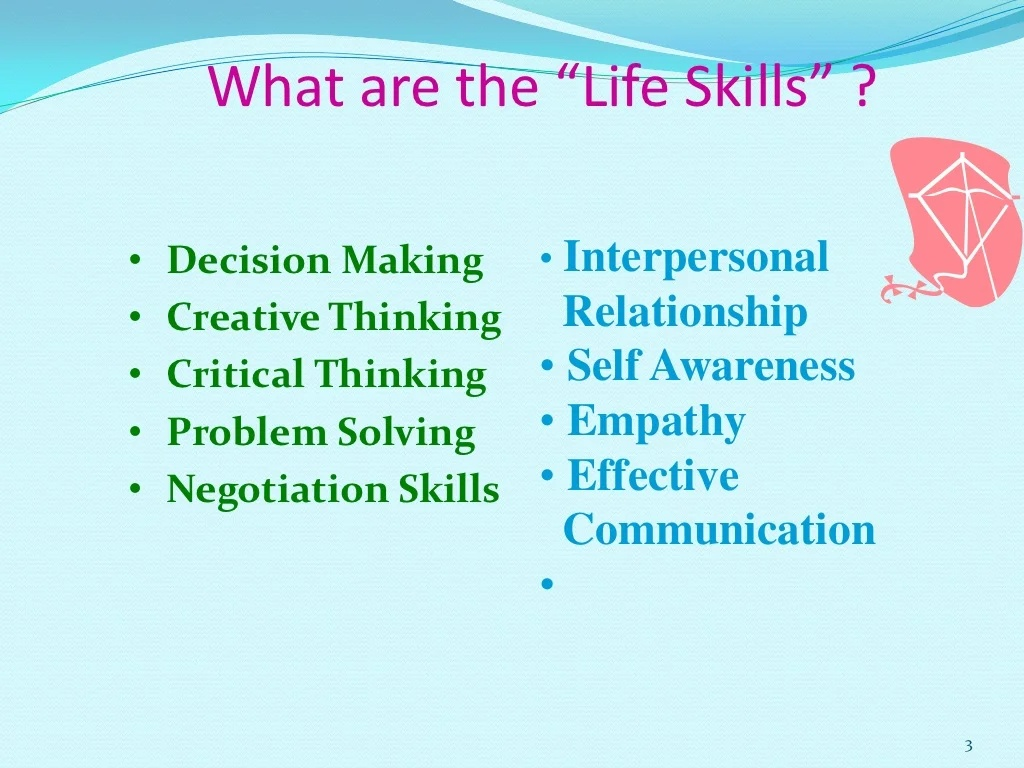 What are the “Life Skills” ?
• Decision Making
• Creative Thinking
• Critical Thinking
• Problem Solving
• Negotiation Skills
• Interpersonal
Relationship
• Self Awareness
• Empathy
• Effective
Communication
•
3